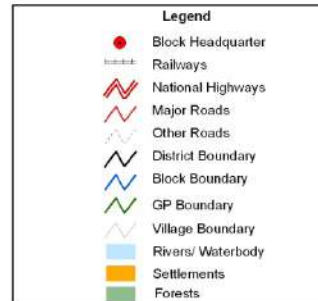 Legend
Block Headquarter
Railways
National Highways
Major Roads
Other Roads
District Boundary
Block Boundary
GP Boundary
Village Boundary
Rivers/ Waterbody
Settlements
Forests